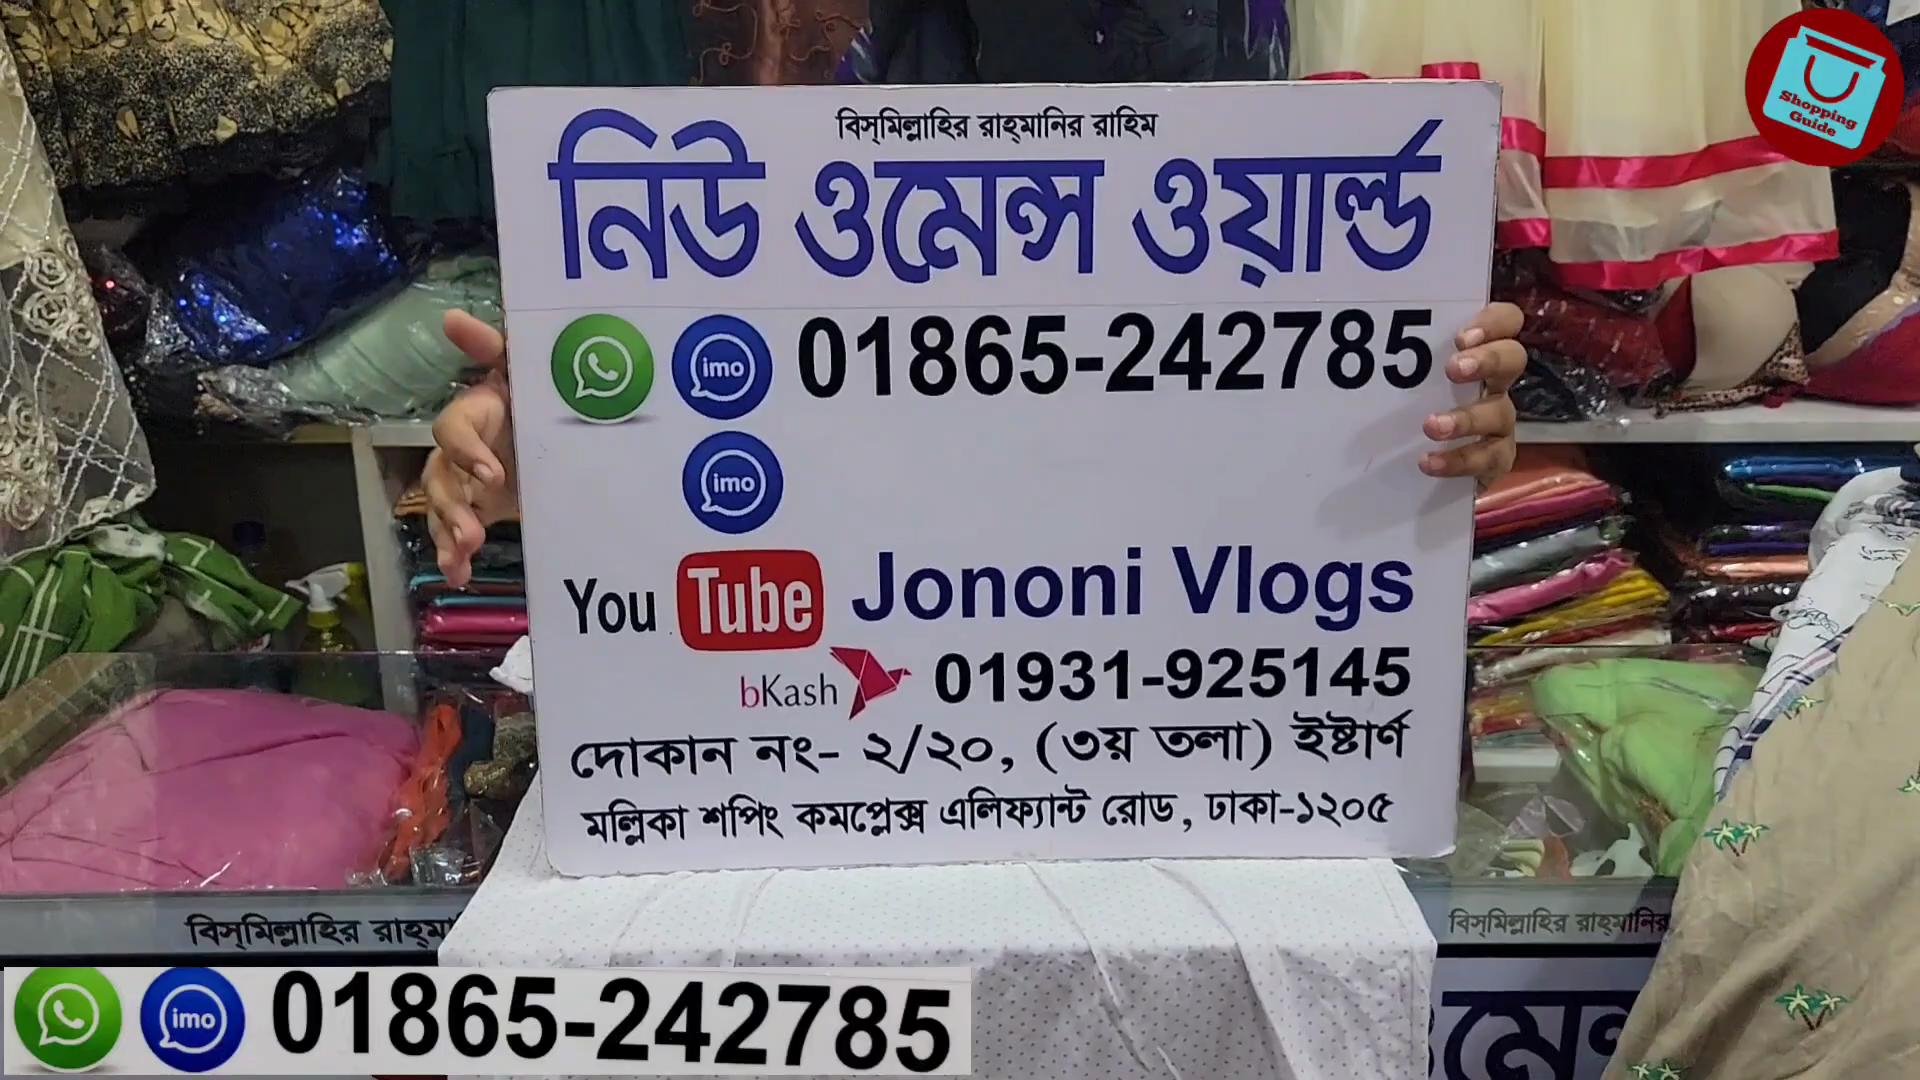 বিস্‌মিল্লাহির রাহ্‌মানির রাহিম
নিউ ওমেন্স ওয়ার্ল্ড
imo 01865-242785
imo
You Tube Jononi Vlogs
bKash 01931-925145
দোকান নং- ২/২০, (৩য় তলা) ইষ্টার্ণ
মল্লিকা শপিং কমপ্লেক্স এলিফ্যান্ট রোড, ঢাকা-১২০৫
Shopping
Guide
বিস্‌মিল্লাহির
বিস্‌মিল্লাহির রাহ্‌মানির
imo 01865-242785